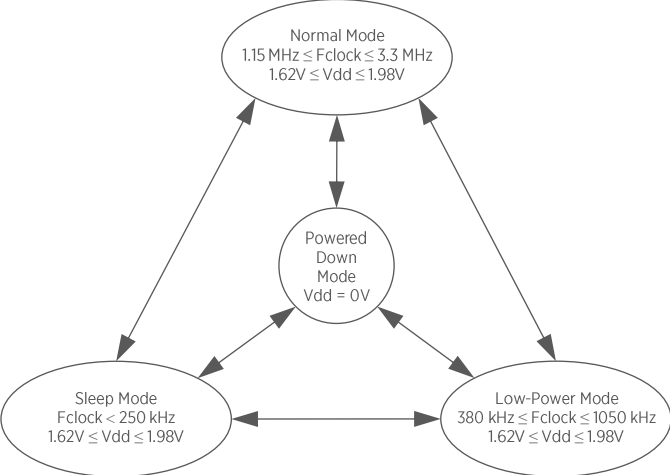 Normal Mode
1.15 MHz ≤ Fclock ≤ 3.3 MHz
1.62V ≤ Vdd ≤ 1.98V
Powered
Down
Mode
Vdd = 0V
Sleep Mode
Fclock < 250 kHz
1.62V ≤ Vdd ≤ 1.98V
Low-Power Mode
380 kHz ≤ Fclock ≤ 1050 kHz
1.62V ≤ Vdd ≤ 1.98V